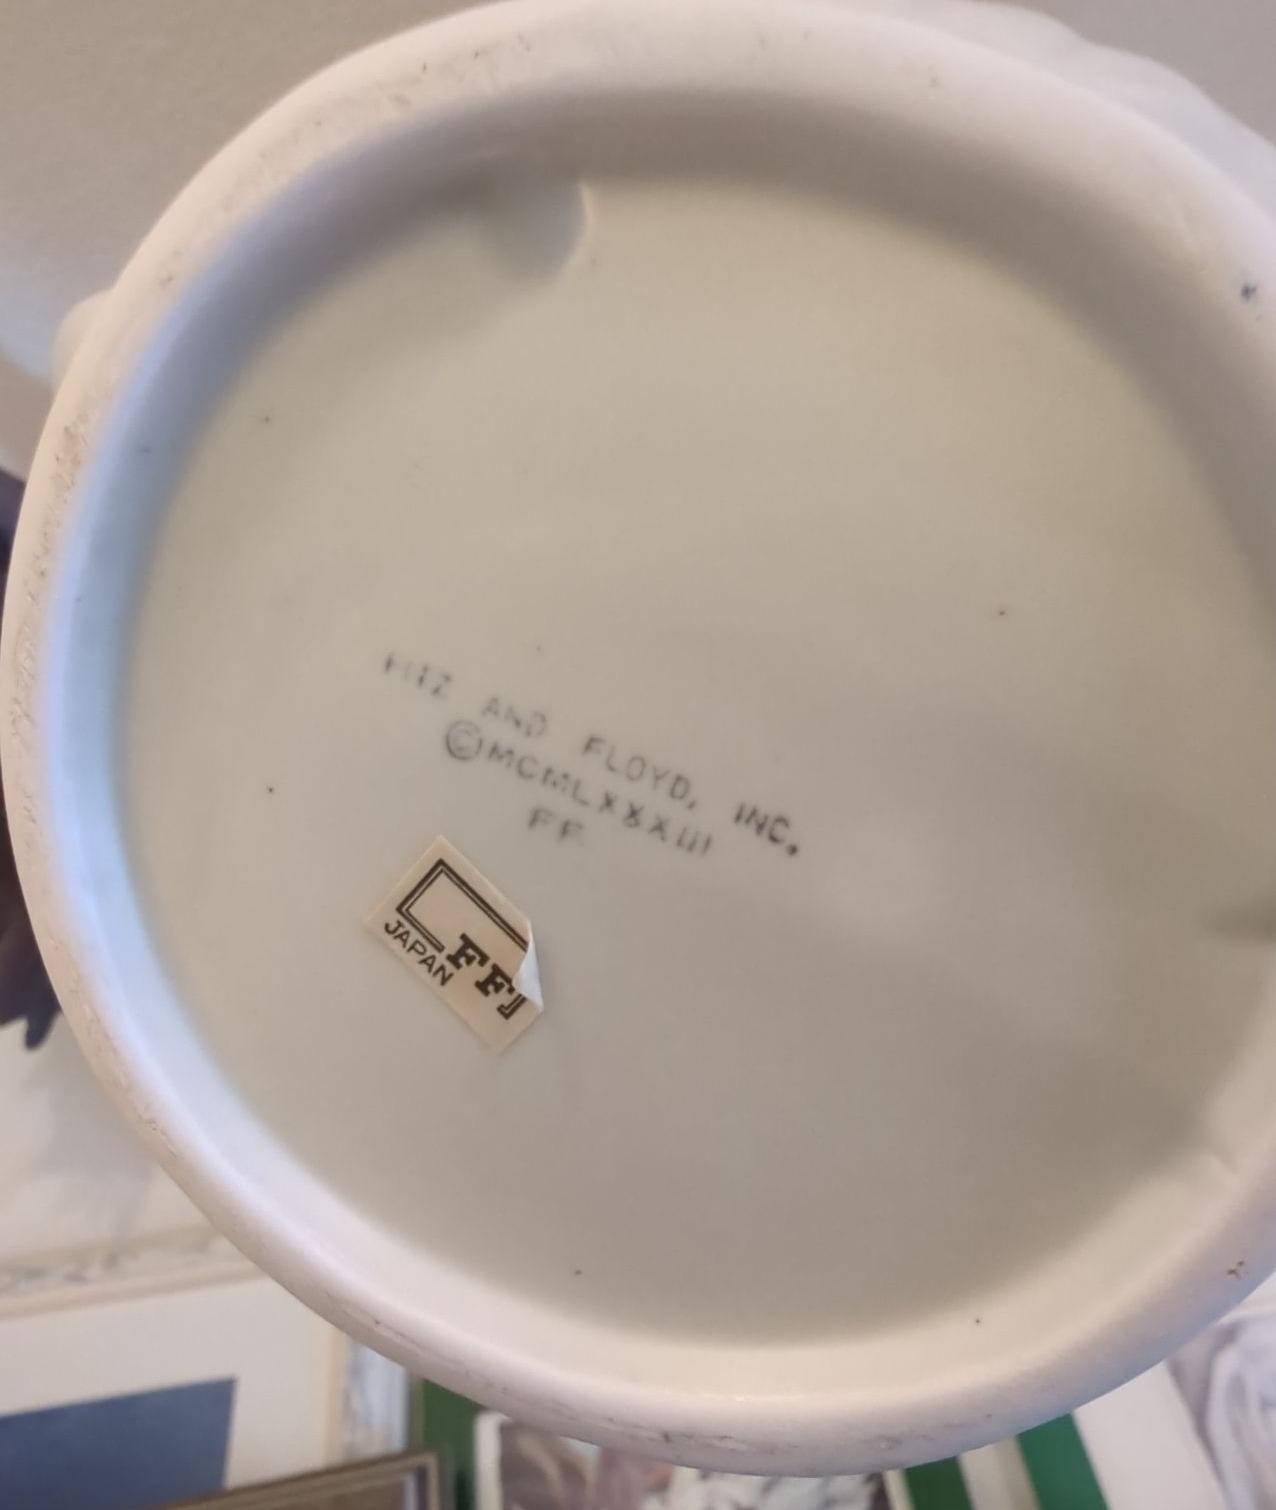 FITZ AND FLOYD, INC.
©MCMLXXXIII
FF
FF
JAPAN